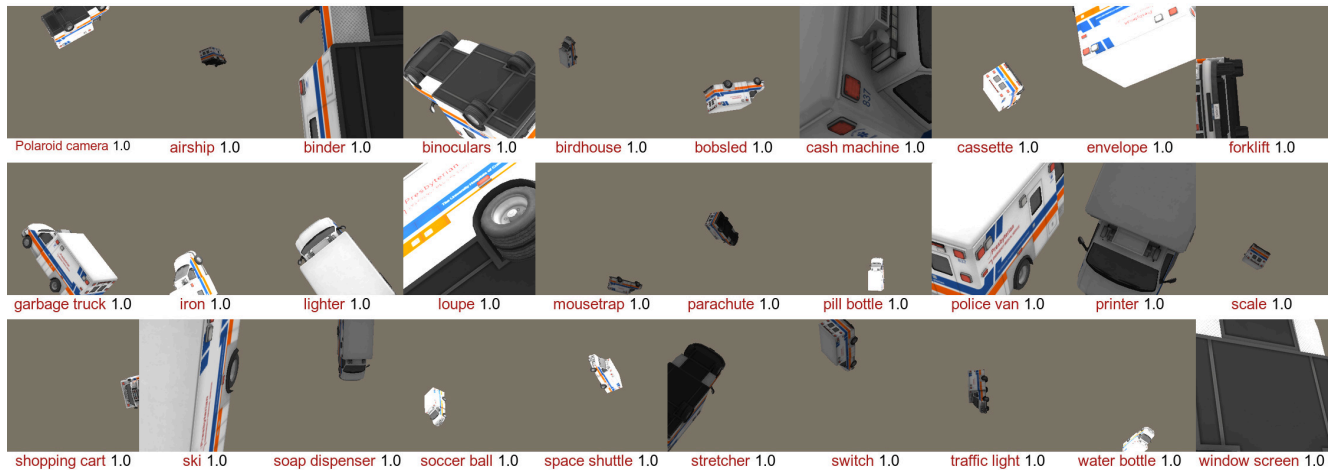 Polaroid camera 1.0 airship 1.0 binder 1.0 binoculars 1.0 birdhouse 1.0 bobsled 1.0 cash machine 1.0 cassette 1.0 envelope 1.0 forklift 1.0
garbage truck 1.0 iron 1.0 lighter 1.0 loupe 1.0 mousetrap 1.0 parachute 1.0 pill bottle 1.0 police van 1.0 printer 1.0 scale 1.0
shopping cart 1.0 ski 1.0 soap dispenser 1.0 soccer ball 1.0 space shuttle 1.0 stretcher 1.0 switch 1.0 traffic light 1.0 water bottle 1.0 window screen 1.0
837
Presbyterian
Presbyterian